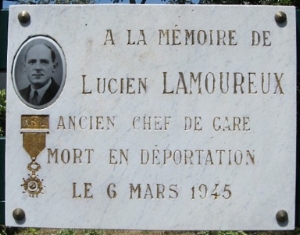 A LA MÉMOIRE DE
LUCIEN LAMOUREUX
ANCIEN CHEF DE GARE
MORT EN DÉPORTATION
LE 6 MARS 1945